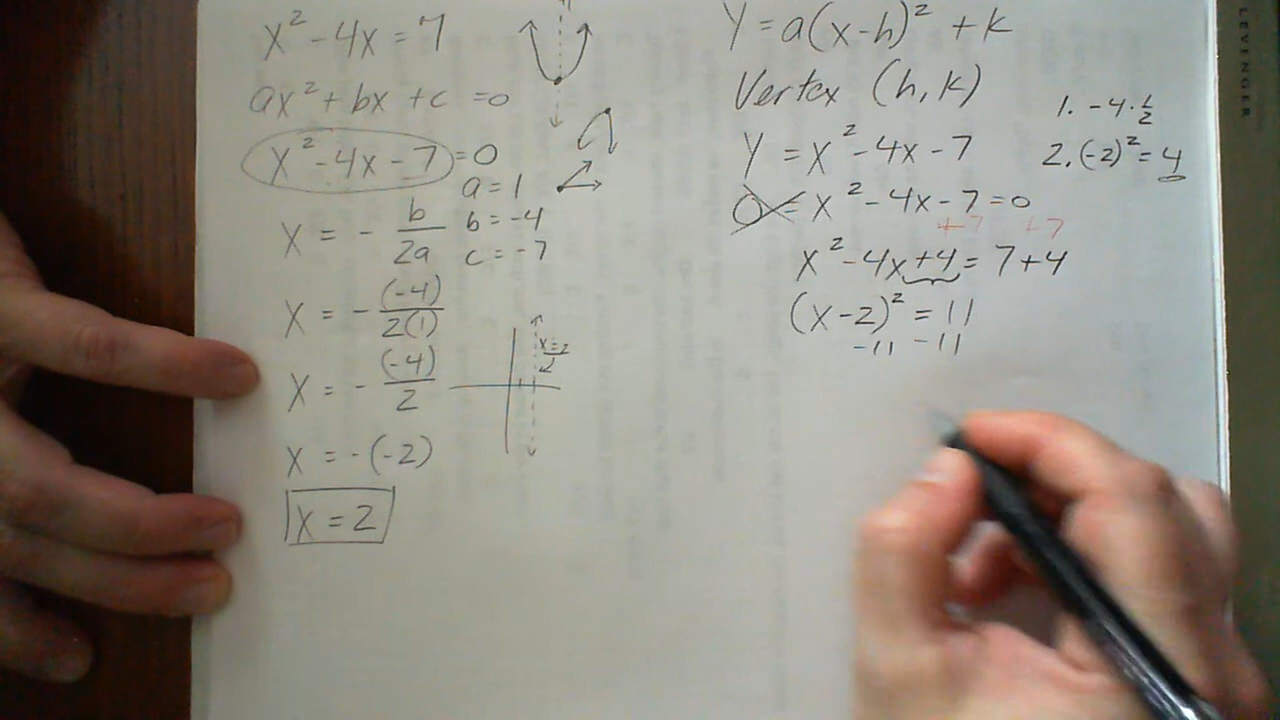 x² - 4x = 7
ax² + bx + c = 0
x² - 4x - 7 = 0
a = 1
x = - b/2a
b = -4
c = -7
x = - (-4)/2(1)
x = - (-4)/2
x = -(-2)
x = 2
x=2
Y = a(x-h)² + k
Vertex (h, k)
1. -4 · 1/2
Y = x² - 4x - 7
2. (-2)² = 4
0 = x² - 4x - 7 = 0
+7 +7
x² - 4x + 4 = 7 + 4
(x - 2)² = 11
-11 -11
LEVENGER